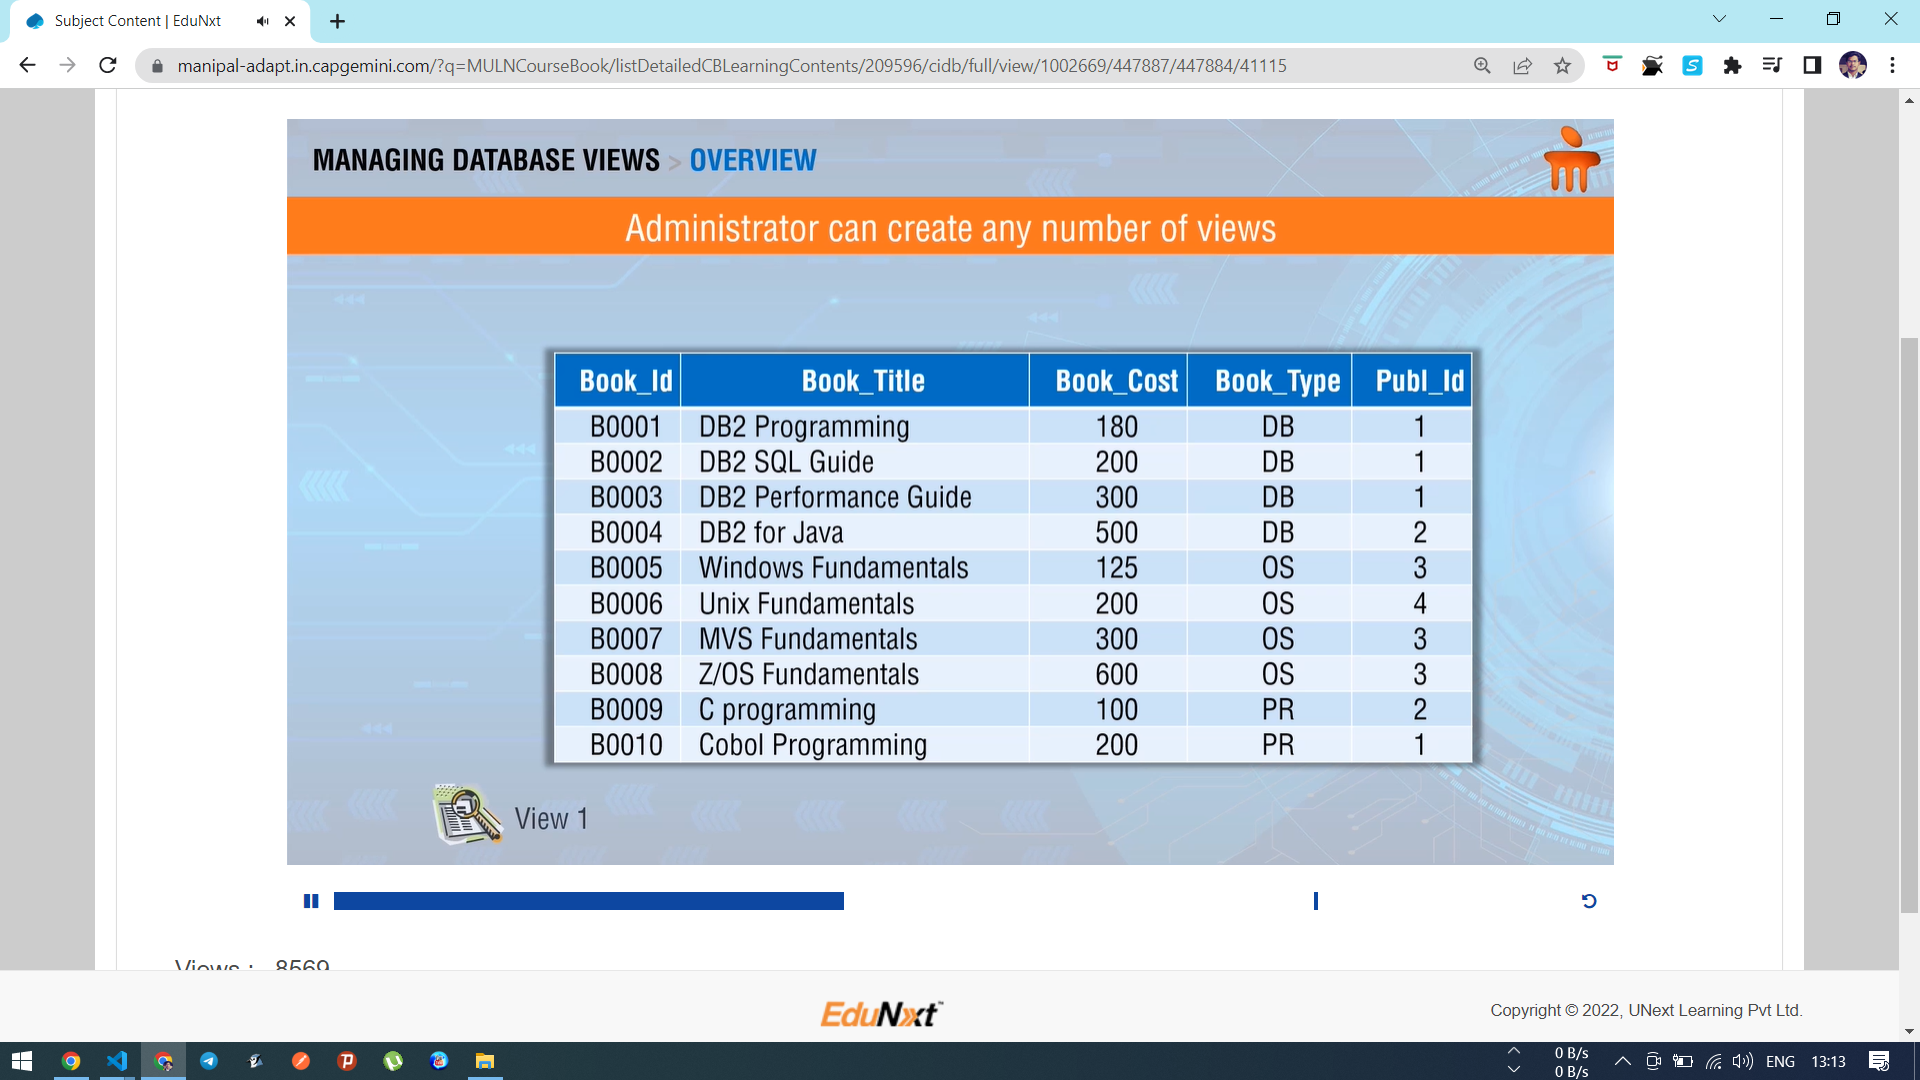 Subject Content | EduNxt
manipal-adapt.in.capgemini.com/?q=MULNCourseBook/listDetailedCBLearningContents/209596/cidb/full/view/1002669/447887/447884/41115
MANAGING DATABASE VIEWS > OVERVIEW
Administrator can create any number of views
Book_Id Book_Title Book_Cost Book_Type Publ_Id
B0001 DB2 Programming 180 DB 1
B0002 DB2 SQL Guide 200 DB 1
B0003 DB2 Performance Guide 300 DB 1
B0004 DB2 for Java 500 DB 2
B0005 Windows Fundamentals 125 OS 3
B0006 Unix Fundamentals 200 OS 4
B0007 MVS Fundamentals 300 OS 3
B0008 Z/OS Fundamentals 600 OS 3
B0009 C programming 100 PR 2
B0010 Cobol Programming 200 PR 1
View 1
Views : 8569
EduNxt
Copyright © 2022, UNext Learning Pvt Ltd.
0 B/s
0 B/s
ENG 13:13